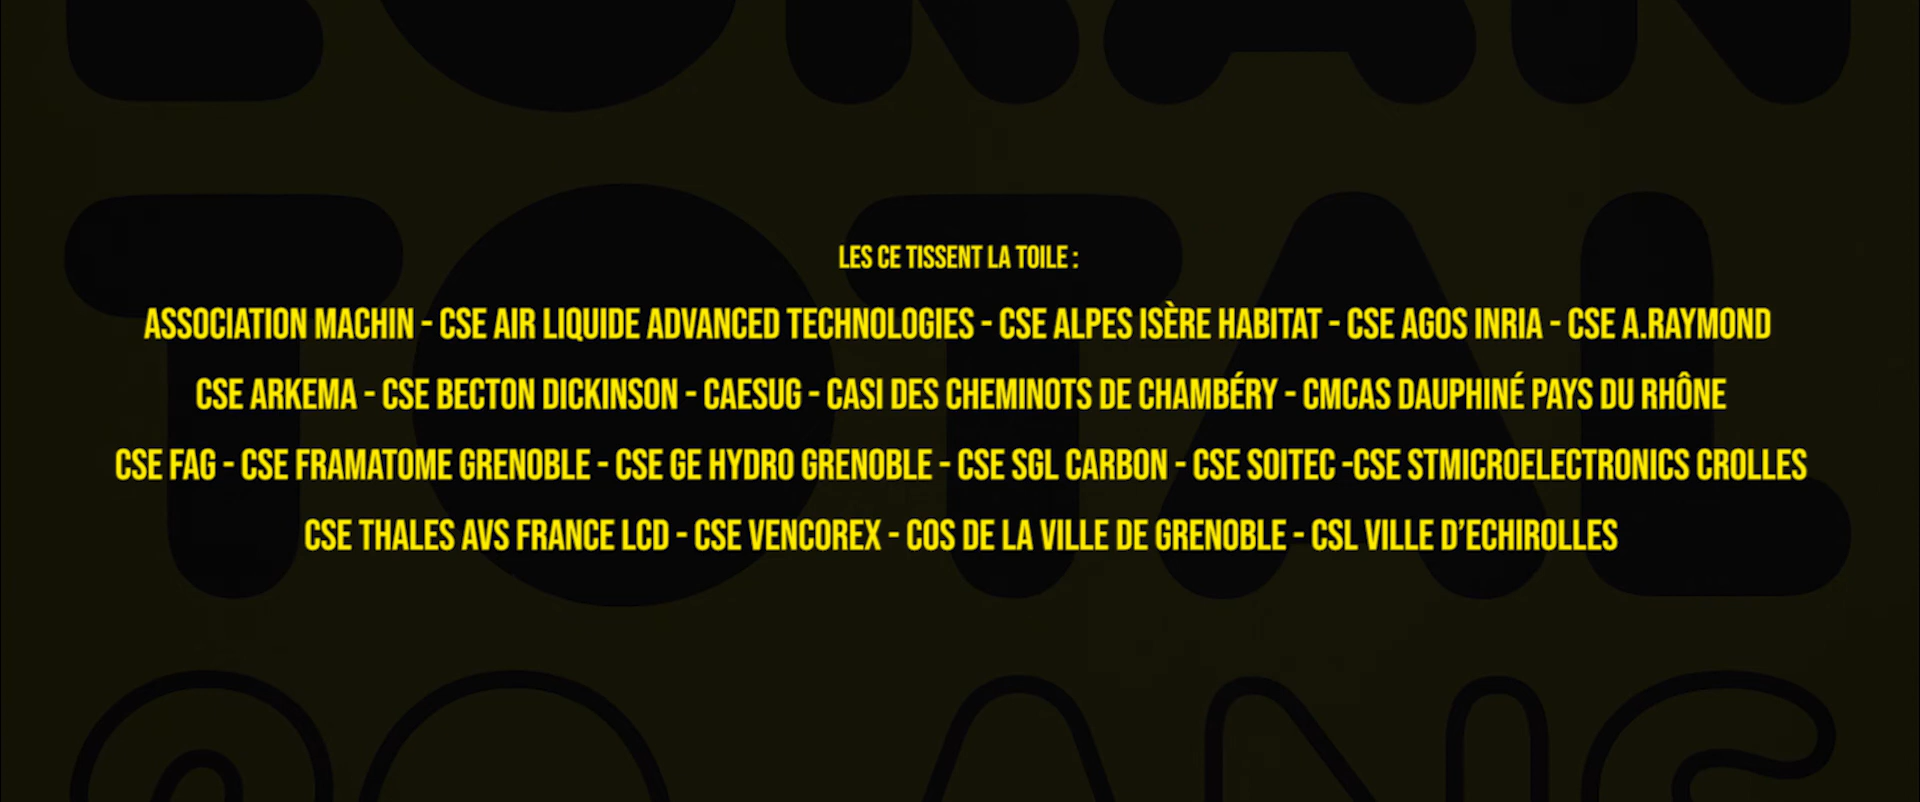 LES CE TISSENT LA TOILE :
ASSOCIATION MACHIN - CSE AIR LIQUIDE ADVANCED TECHNOLOGIES - CSE ALPES ISÈRE HABITAT - CSE AGOS INRIA - CSE A.RAYMOND
CSE ARKEMA - CSE BECTON DICKINSON - CAESUG - CASI DES CHEMINOTS DE CHAMBÉRY - CMCAS DAUPHINÉ PAYS DU RHÔNE
CSE FAG - CSE FRAMATOME GRENOBLE - CSE GE HYDRO GRENOBLE - CSE SGL CARBON - CSE SOITEC -CSE STMICROELECTRONICS CROLLES
CSE THALES AVS FRANCE LCD - CSE VENCOREX - COS DE LA VILLE DE GRENOBLE - CSL VILLE D’ECHIROLLES
TOTAL
ANS